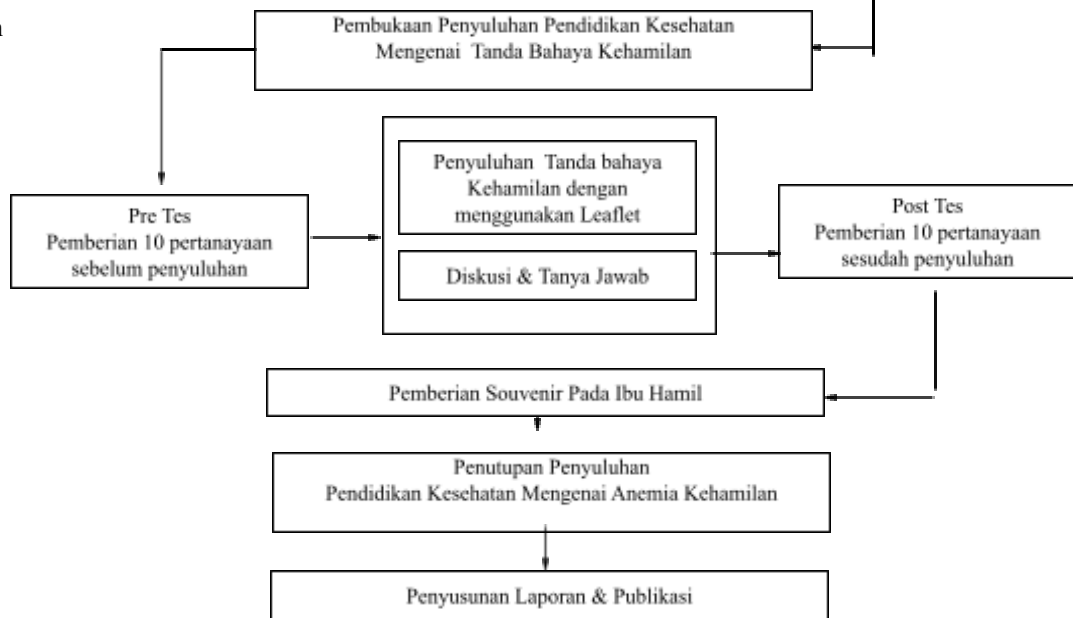 Pembukaan Penyuluhan Pendidikan Kesehatan
Mengenai Tanda Bahaya Kehamilan
Penyuluhan Tanda bahaya
Kehamilan dengan
menggunakan Leaflet
Pre Tes
Pemberian 10 pertanayaan
sebelum penyuluhan
Diskusi & Tanya Jawab
Post Tes
Pemberian 10 pertanayaan
sesudah penyuluhan
Pemberian Souvenir Pada Ibu Hamil
Penutupan Penyuluhan
Pendidikan Kesehatan Mengenai Anemia Kehamilan
Penyusunan Laporan & Publikasi